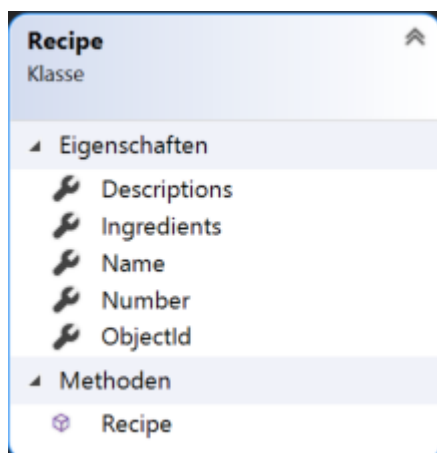 Recipe
Klasse
Eigenschaften
Descriptions
Ingredients
Name
Number
ObjectId
Methoden
Recipe